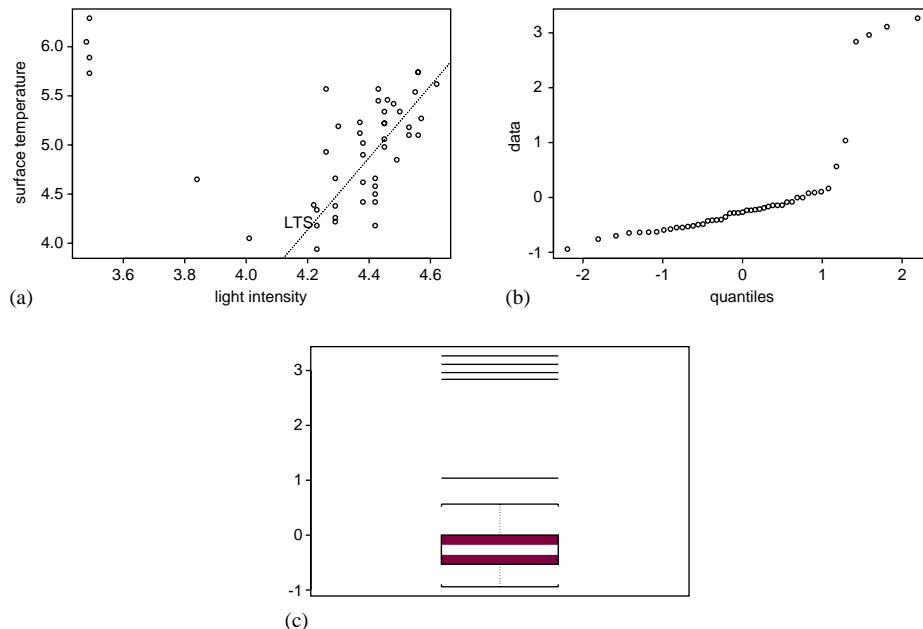 6.0
5.5
5.0
4.5
4.0
surface temperature
LTS
3.6 3.8 4.0 4.2 4.4 4.6
light intensity
(a)
3
2
1
0
-1
data
-2 -1 0 1 2
quantiles
(b)
3
2
1
0
-1
(c)